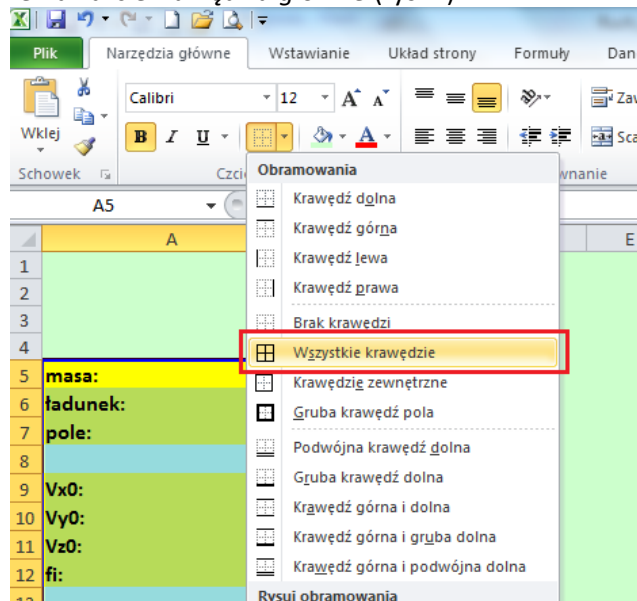 Plik Narzędzia główne Wstawianie Układ strony Formuły Dan
Calibri 12 A A Zaw
Wklej B I U A Sca
Schowek Czci wnanie
A5
A E
Obramowania
Krawędź dolna
Krawędź górna
Krawędź lewa
Krawędź prawa
Brak krawędzi
Wszystkie krawędzie
Krawędzie zewnętrzne
Gruba krawędź pola
Podwójna krawędź dolna
Gruba krawędź dolna
Krawędź górna i dolna
Krawędź górna i gruba dolna
Krawędź górna i podwójna dolna
Rysuj obramowania
1
2
3
4
5 masa:
6 ładunek:
7 pole:
8
9 Vx0:
10 Vy0:
11 Vz0:
12 fi: